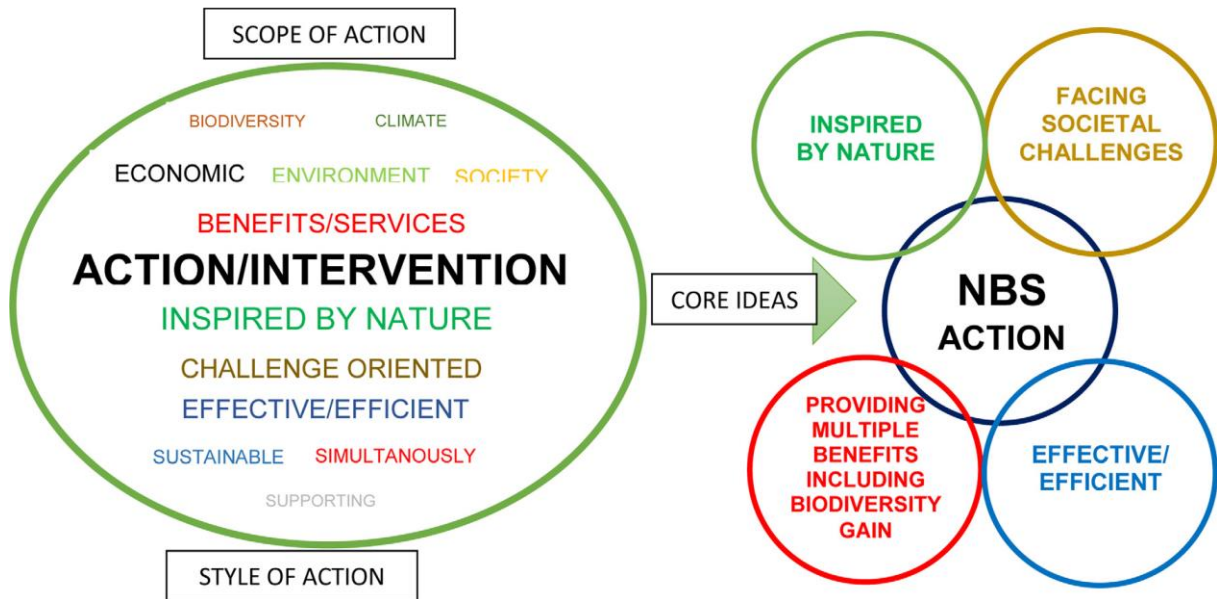 SCOPE OF ACTION
BIODIVERSITY CLIMATE
ECONOMIC ENVIRONMENT SOCIETY
BENEFITS/SERVICES
ACTION/INTERVENTION
INSPIRED BY NATURE
CHALLENGE ORIENTED
EFFECTIVE/EFFICIENT
SUSTAINABLE SIMULTANOUSLY
SUPPORTING
STYLE OF ACTION
CORE IDEAS
INSPIRED
BY NATURE
FACING
SOCIETAL
CHALLENGES
NBS
ACTION
PROVIDING
MULTIPLE
BENEFITS
INCLUDING
BIODIVERSITY
GAIN
EFFECTIVE/
EFFICIENT